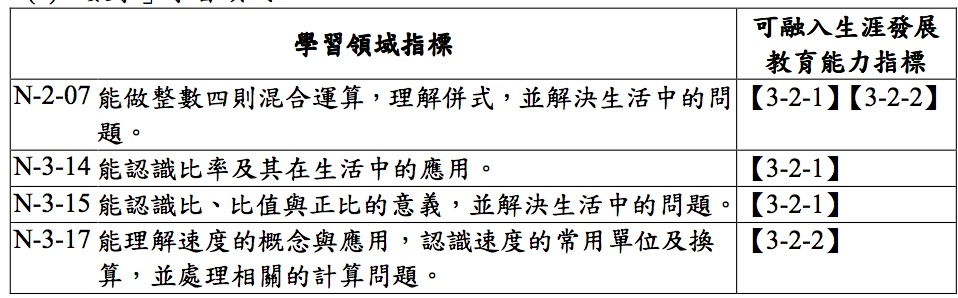 學習領域指標
可融入生涯發展
教育能力指標
N-2-07 能做整數四則混合運算，理解併式，並解決生活中的問
題。
【3-2-1】【3-2-2】
N-3-14 能認識比率及其在生活中的應用。
【3-2-1】
N-3-15 能認識比、比值與正比的意義，並解決生活中的問題。
【3-2-1】
N-3-17 能理解速度的概念與應用，認識速度的常用單位及換
算，並處理相關的計算問題。
【3-2-2】